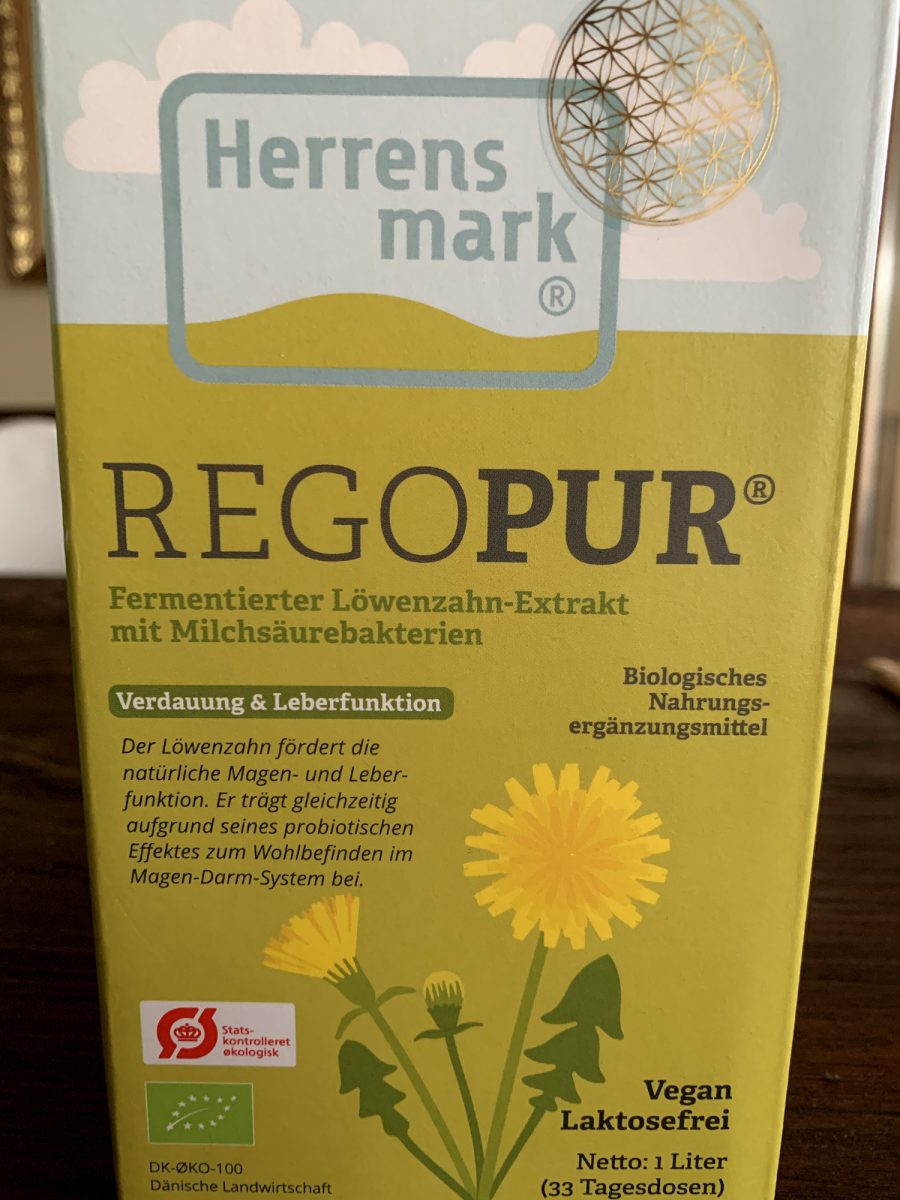 Herrens
mark
®
REGOPUR®
Fermentierter Löwenzahn-Extrakt
mit Milchsäurebakterien
Verdauung & Leberfunktion
Der Löwenzahn fördert die
natürliche Magen- und Leber-
funktion. Er trägt gleichzeitig
aufgrund seines probiotischen
Effektes zum Wohlbefinden im
Magen-Darm-System bei.
Biologisches
Nahrungs-
ergänzungsmittel
Stats-
kontrolleret
økologisk
DK-ØKO-100
Dänische Landwirtschaft
Vegan
Laktosefrei
Netto: 1 Liter
(33 Tagesdosen)